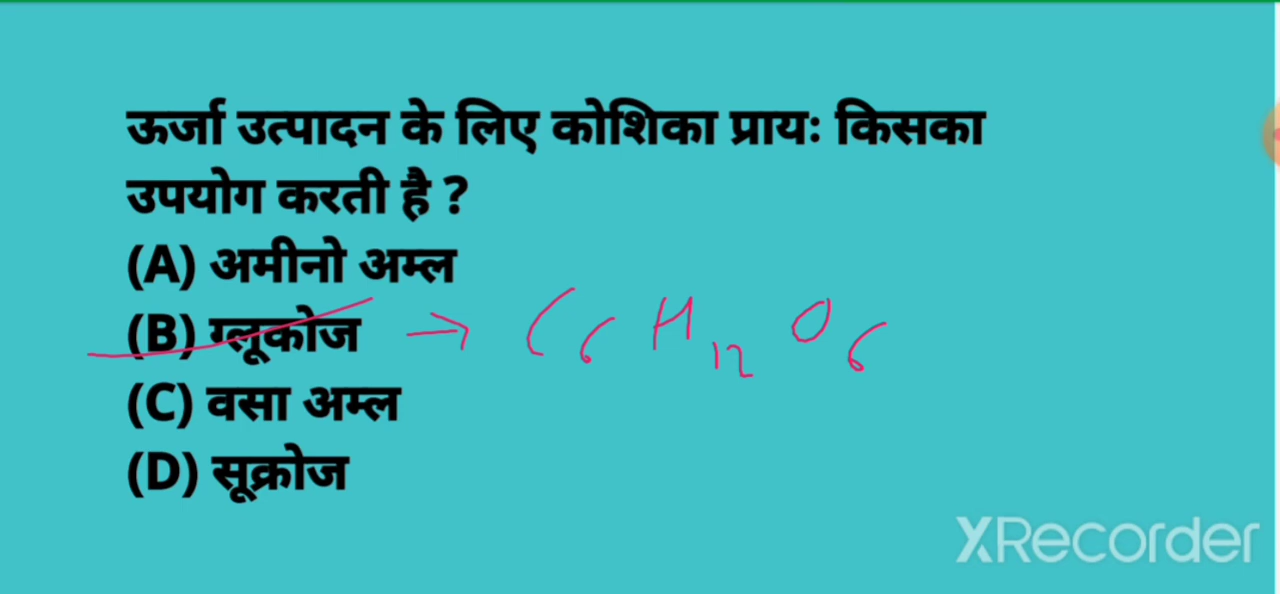 ऊर्जा उत्पादन के लिए कोशिका प्रायः किसका
उपयोग करती है ?
(A) अमीनो अम्ल
(B) ग्लूकोज → C6H12O6
(C) वसा अम्ल
(D) सूक्रोज
XRecorder